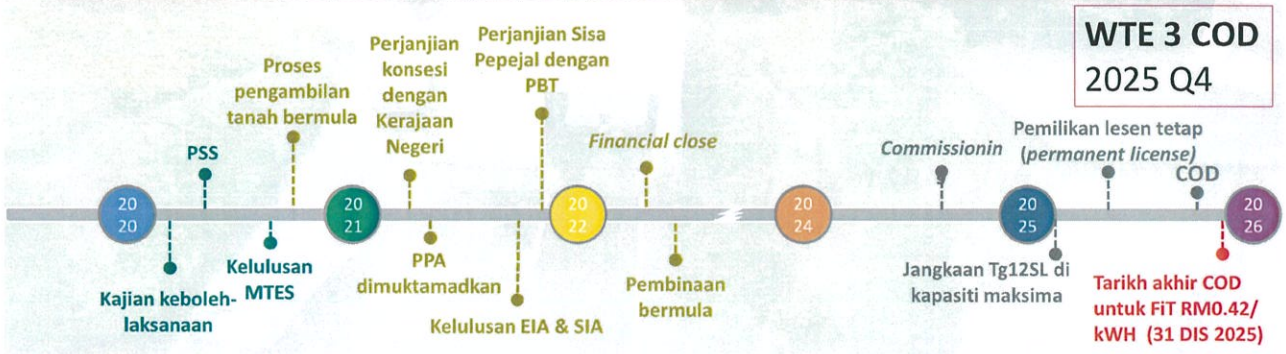 WTE 3 COD
2025 Q4
Proses
pengambilan
tanah bermula
Perjanjian
konsesi
dengan
Kerajaan
Negeri
Perjanjian Sisa
Pepejal dengan
PBT
PSS
Financial close
Commissionin
Pemilikan lesen tetap
(permanent license)
COD
20
20
20
21
20
22
20
24
20
25
20
26
Kajian keboleh-
laksanaan
Kelulusan
MTES
PPA
dimuktamadkan
Kelulusan EIA & SIA
Pembinaan
bermula
Jangkaan Tg12SL di
kapasiti maksima
Tarikh akhir COD
untuk FiT RM0.42/
kWH (31 DIS 2025)